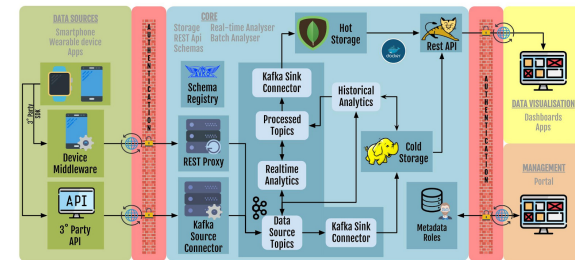 DATA SOURCES
Smartphone
Wearable device
Apps
3° Party
SDK
Device
Middleware
API
3° Party
API
AUTHENTICATION
CORE
Storage
REST Api
Schemas
Real-time Analyser
Batch Analyser
Schema
Registry
REST Proxy
Kafka
Source
Connector
Kafka Sink
Connector
Processed
Topics
Realtime
Analytics
Data
Source
Topics
Kafka Sink
Connector
Hot
Storage
Historical
Analytics
Cold
Storage
docker
Rest API
Metadata
Roles
AUTHENTICATION
DATA VISUALISATION
Dashboards
Apps
MANAGEMENT
Portal